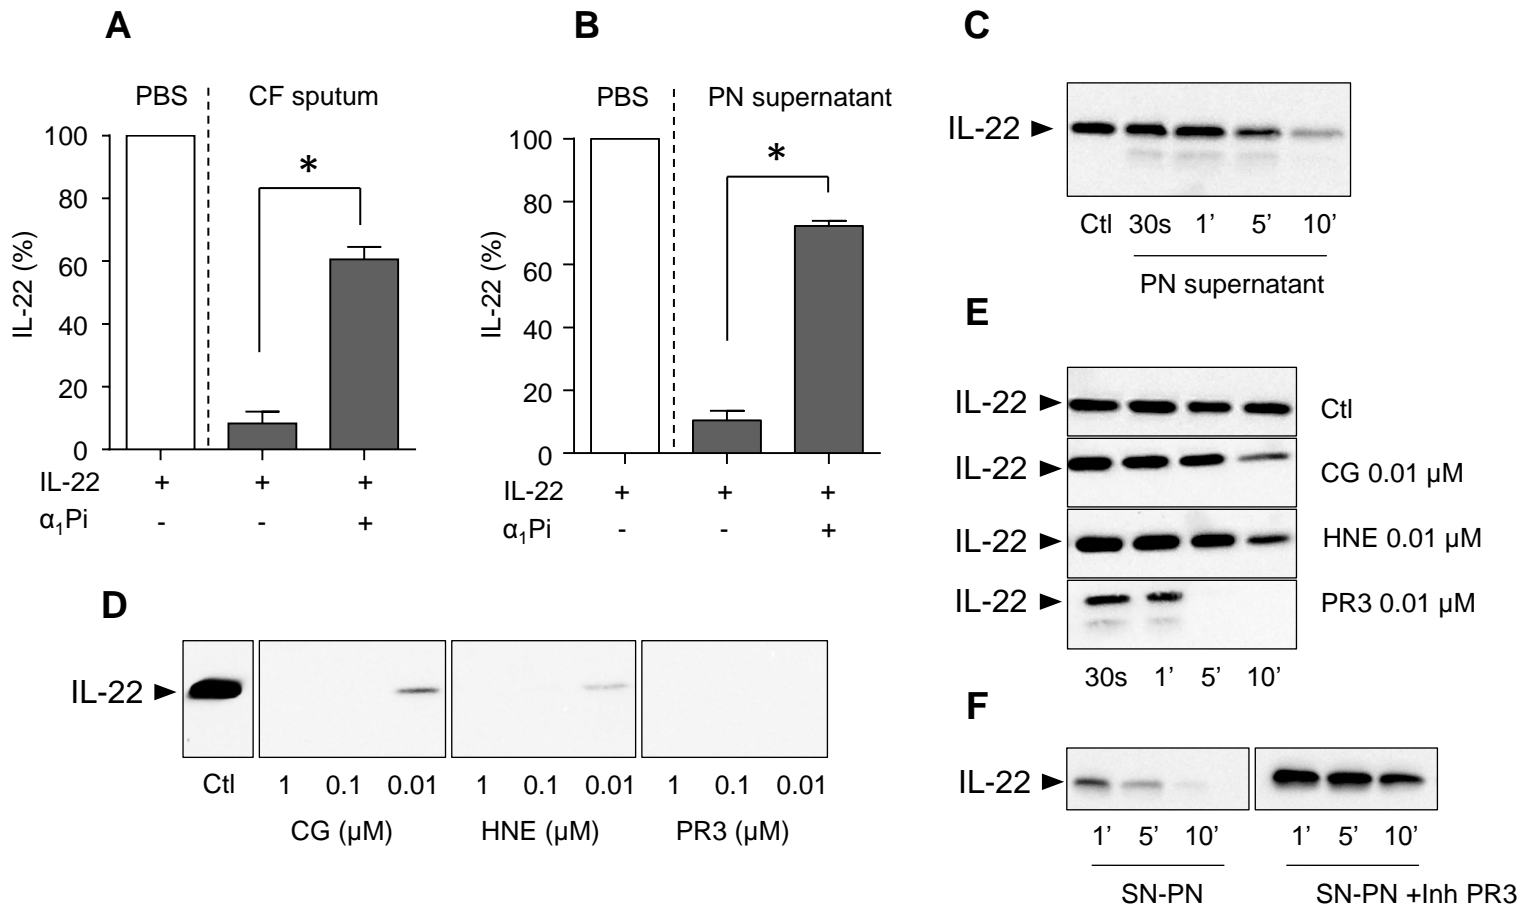 A
PBS
CF sputum
*
IL-22 (%)
100
80
60
40
20
0
IL-22 + + +
α₁Pi - - +
B
PBS
PN supernatant
*
IL-22 (%)
100
80
60
40
20
0
IL-22 + + +
α₁Pi - - +
C
IL-22
Ctl 30s 1’ 5’ 10’
PN supernatant
D
IL-22
Ctl 1 0.1 0.01 1 0.1 0.01 1 0.1 0.01
CG (µM) HNE (µM) PR3 (µM)
E
IL-22 Ctl
IL-22 CG 0.01 µM
IL-22 HNE 0.01 µM
IL-22 PR3 0.01 µM
30s 1’ 5’ 10’
F
IL-22
1’ 5’ 10’ 1’ 5’ 10’
SN-PN SN-PN +Inh PR3